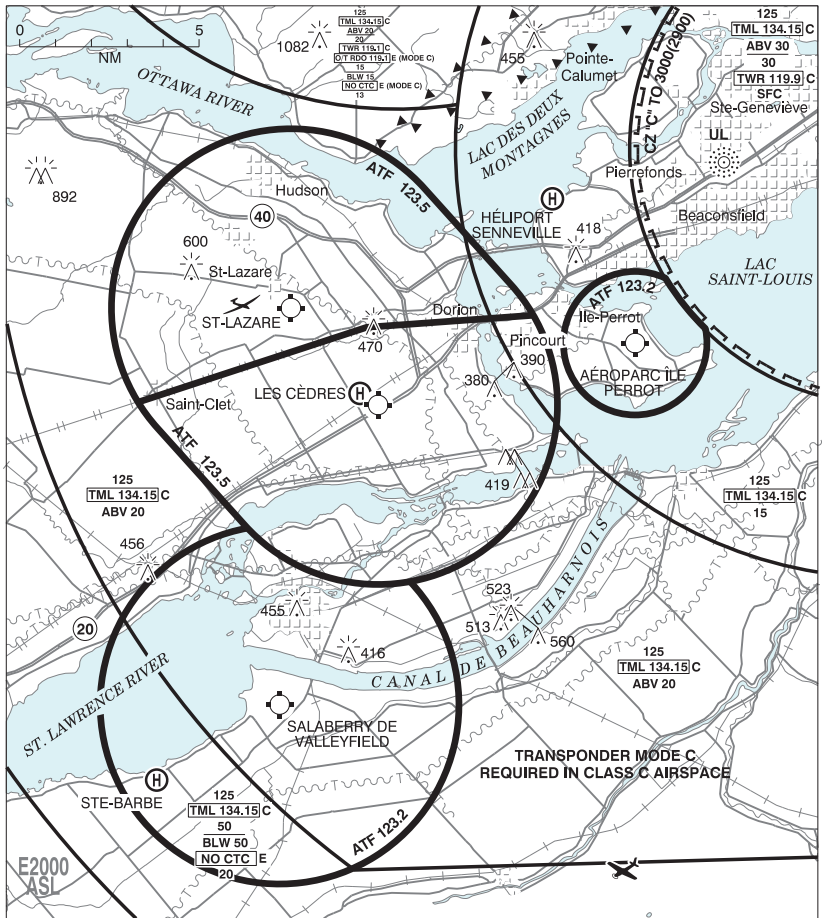 0 5
NM
OTTAWA RIVER
1082
125
TML 134.15 C
ABV 20
20
TWR 119.1 C
O/T RDO 119.1 E (MODE C)
15
BLW 15
NO CTC E (MODE C)
13
455
Pointe-
Calumet
LAC DES DEUX
MONTAGNES
CZ "C" TO 3000(2900)
125
TML 134.15 C
ABV 30
30
TWR 119.9 C
SFC
Ste-Geneviève
UL
Pierrefonds
Beaconsfield
892
Hudson
40
ATF 123.5
HÉLIPORT
SENNEVILLE
H
418
LAC
SAINT-LOUIS
600
St-Lazare
ST-LAZARE
470
Dorion
ATF 123.2
Ile-Perrot
AÉROPARC ÎLE
PERROT
Pincourt
390
380
LES CÈDRES
H
Saint-Clet
ATF 123.5
419
125
TML 134.15 C
ABV 20
125
TML 134.15 C
15
456
20
455
416
523
513
560
CANAL DE BEAUHARNOIS
125
TML 134.15 C
ABV 20
ST. LAWRENCE RIVER
SALABERRY DE
VALLEYFIELD
TRANSPONDER MODE C
REQUIRED IN CLASS C AIRSPACE
H
STE-BARBE
125
TML 134.15 C
50
BLW 50
NO CTC E
20
ATF 123.2
E2000
ASL